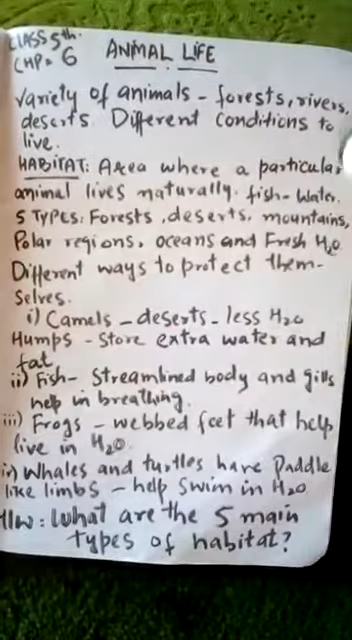 CLASS 5th.
CHP. 6 ANIMAL LIFE
Variety of animals - forests, rivers,
deserts. Different conditions to
live.
HABITAT: Area where a particular
animal lives naturally. fish - Water.
5 TYPES: Forests, deserts, mountains,
Polar regions, oceans and Fresh H2O
Different ways to protect them-
selves.
i) Camels - deserts - less H2O
Humps - Store extra water and
fat
ii) Fish - Streamlined body and gills
help in breathing.
iii) Frogs - webbed feet that help
live in H2O.
iv) Whales and turtles have Paddle
like limbs - help Swim in H2O
HW: What are the 5 main
types of habitat?